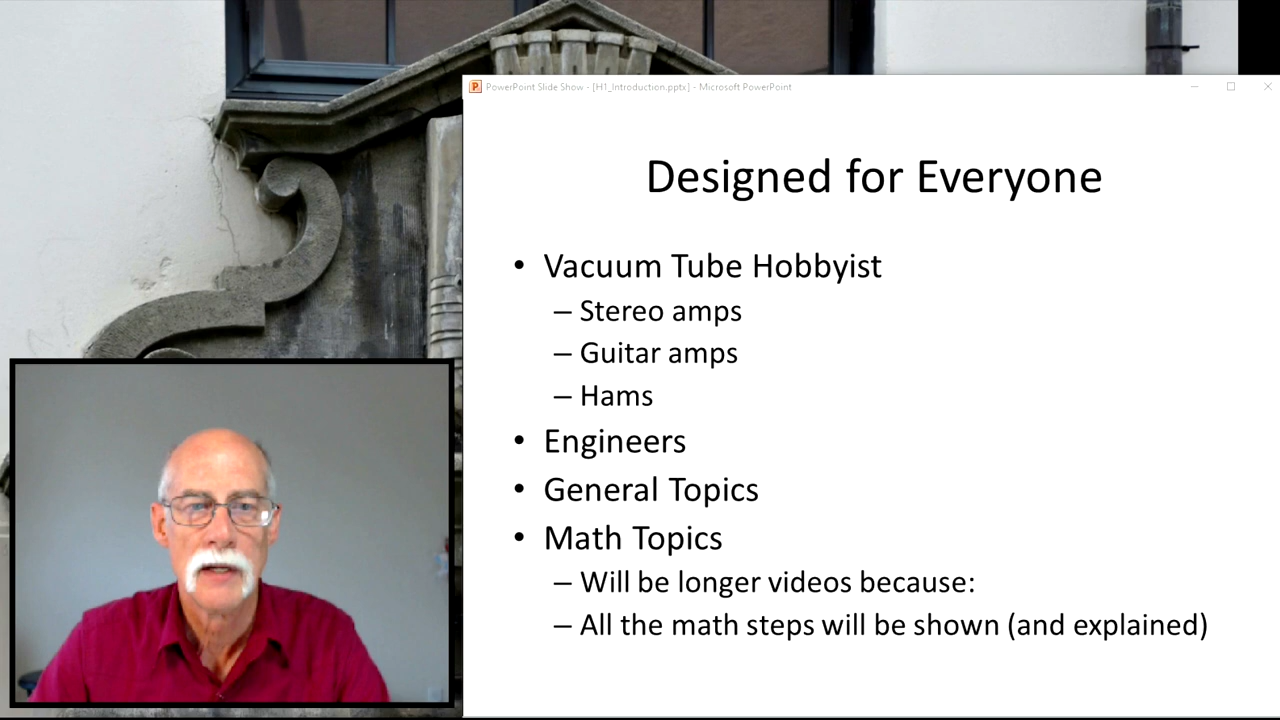 PowerPoint Slide Show - [H1_Introduction.pptx] - Microsoft PowerPoint
Designed for Everyone
• Vacuum Tube Hobbyist
– Stereo amps
– Guitar amps
– Hams
• Engineers
• General Topics
• Math Topics
– Will be longer videos because:
– All the math steps will be shown (and explained)